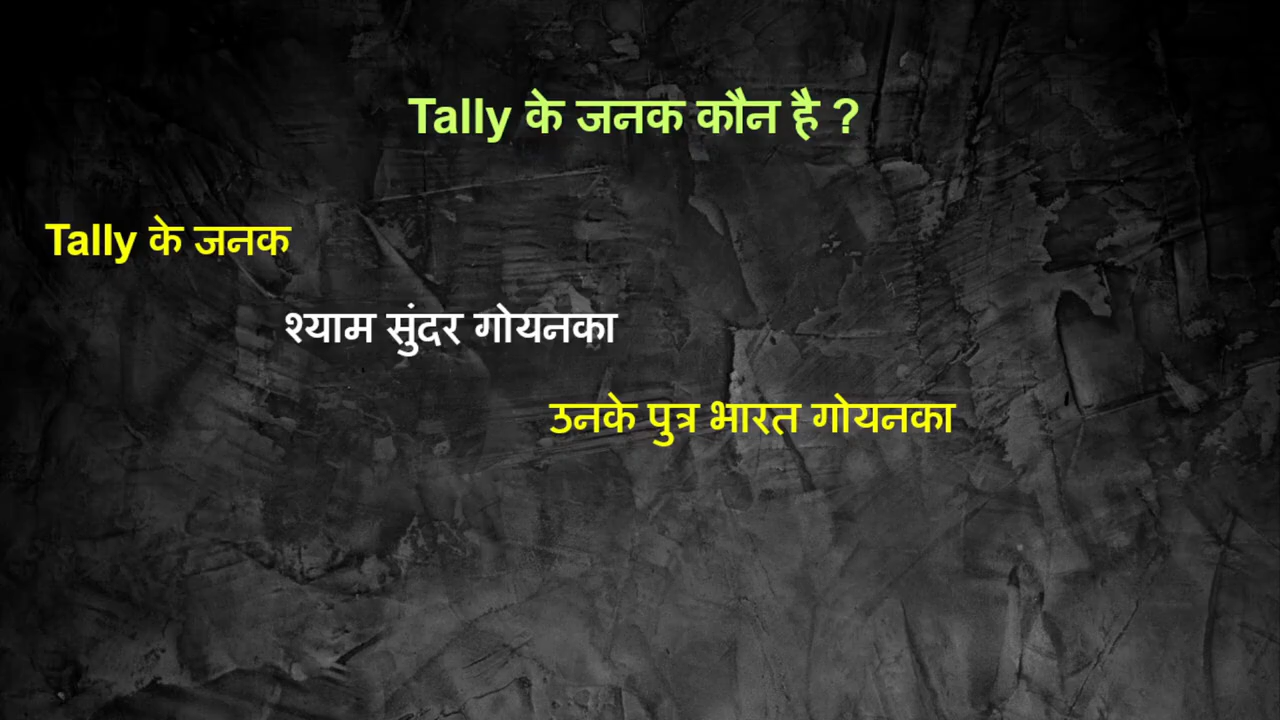 Tally के जनक कौन है ?
Tally के जनक
श्याम सुंदर गोयनका
उनके पुत्र भारत गोयनका